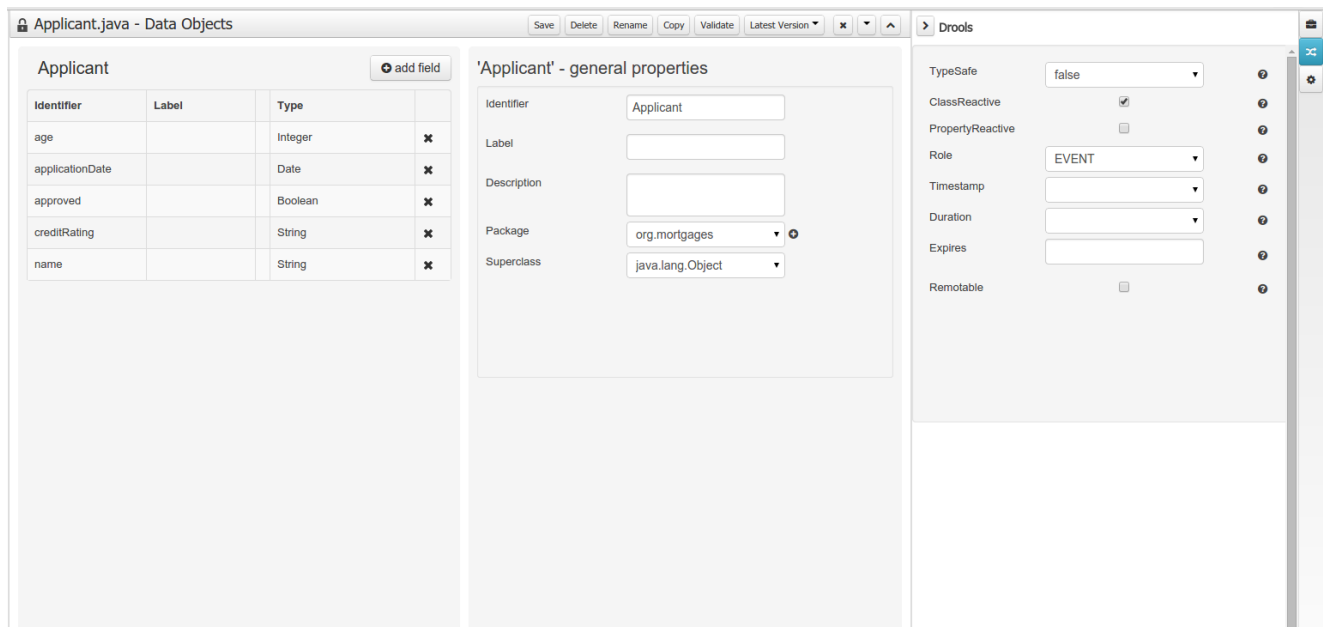 Applicant.java - Data Objects
Save Delete Rename Copy Validate Latest Version
Drools
Applicant
add field
Identifier Label Type
age Integer
applicationDate Date
approved Boolean
creditRating String
name String
'Applicant' - general properties
Identifier Applicant
Label
Description
Package org.mortgages
Superclass java.lang.Object
TypeSafe false
ClassReactive
PropertyReactive
Role EVENT
Timestamp
Duration
Expires
Remotable